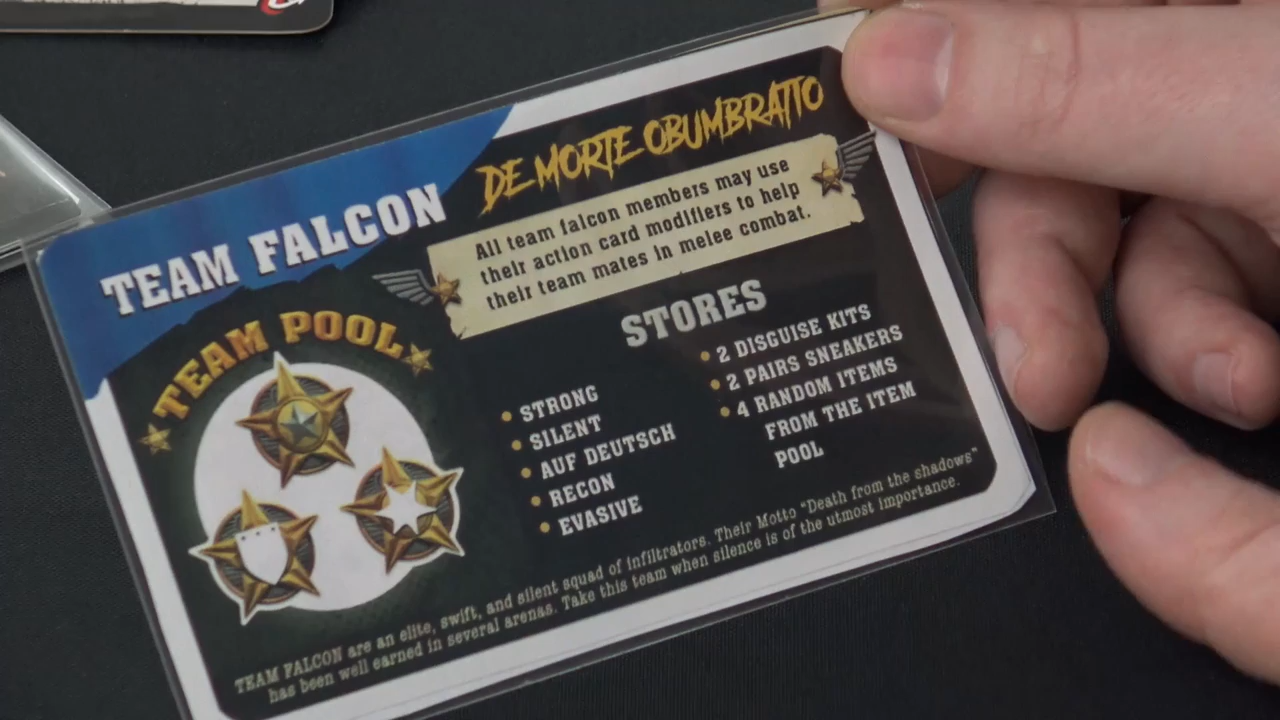 TEAM FALCON
DE MORTE OBUMBRATIO
All team falcon members may use
their action card modifiers to help
their team mates in melee combat.
TEAM POOL
STORES
• STRONG
• SILENT
• AUF DEUTSCH
• RECON
• EVASIVE
• 2 DISGUISE KITS
• 2 PAIRS SNEAKERS
• 4 RANDOM ITEMS
FROM THE ITEM
POOL
TEAM FALCON are an elite, swift, and silent squad of infiltrators. Their Motto “Death from the shadows”
has been well earned in several arenas. Take this team when silence is of the utmost importance.